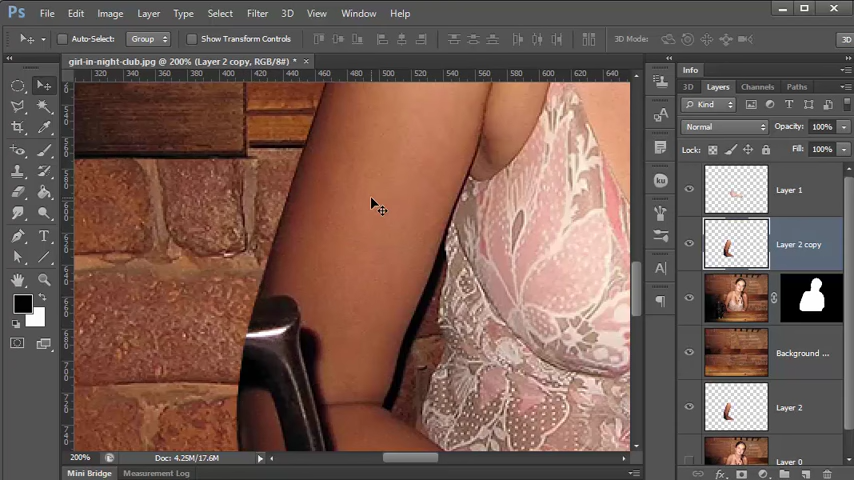 Ps File Edit Image Layer Type Select Filter 3D View Window Help
Auto-Select: Group Show Transform Controls 3D Mode: 3D
girl-in-night-club.jpg @ 200% (Layer 2 copy, RGB/8#) * ×
320 340 360 380 400 420 440 460 480 500 520 540 560 580 600 620 640
Info
3D Layers Channels Paths
Kind
Normal Opacity: 100%
Lock: Fill: 100%
Layer 1
Layer 2 copy
Background ...
Layer 2
Layer 0
200% Doc: 4.25M/17.6M
Mini Bridge Measurement Log